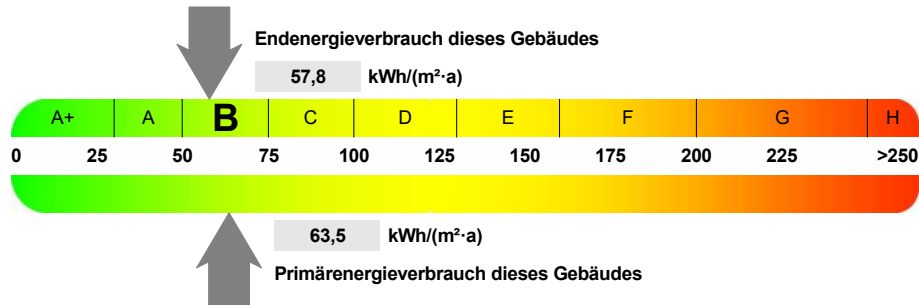 Endenergieverbrauch dieses Gebäudes
57,8 kWh/(m²·a)
A+ A B C D E F G H
0 25 50 75 100 125 150 175 200 225 >250
63,5 kWh/(m²·a)
Primärenergieverbrauch dieses Gebäudes